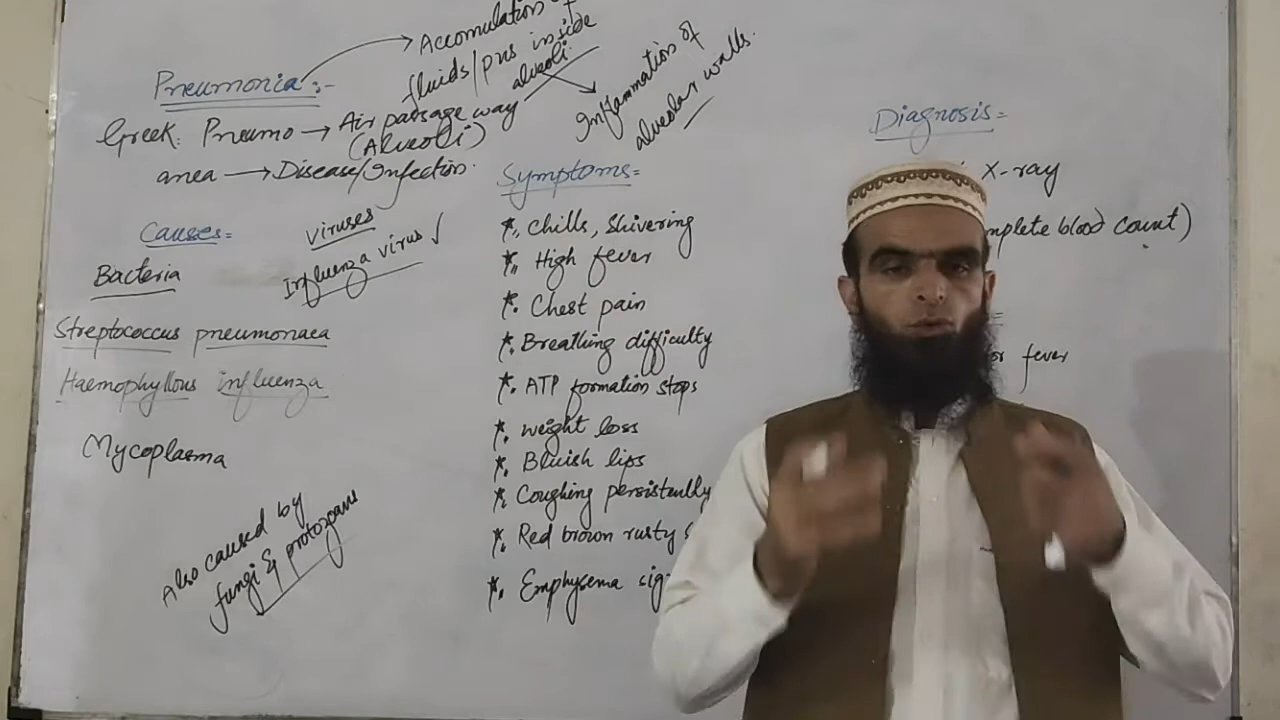 Pneumonia:-
Accomulation of
fluids/pus inside
alveoli.
Inflammation of
alveolar walls.
Greek: Pneumo → Air passage way
(Alveoli)
anea → Disease/Infection.
Causes=
Viruses
Influenza virus ✓
Bacteria
Streptococcus pneumonaea
Haemophyllous influenza
Mycoplasma
Also caused by
fungi & protozoans
Symptoms=
*. Chills, Shivering
*. High fever
*. Chest pain
*. Breathing difficulty
*. ATP formation stops
*. weight loss
*. Bluish lips
*. Coughing persistently
*. Red brown rusty
*. Emphysema
Diagnosis=
X-ray
blood count)
fever